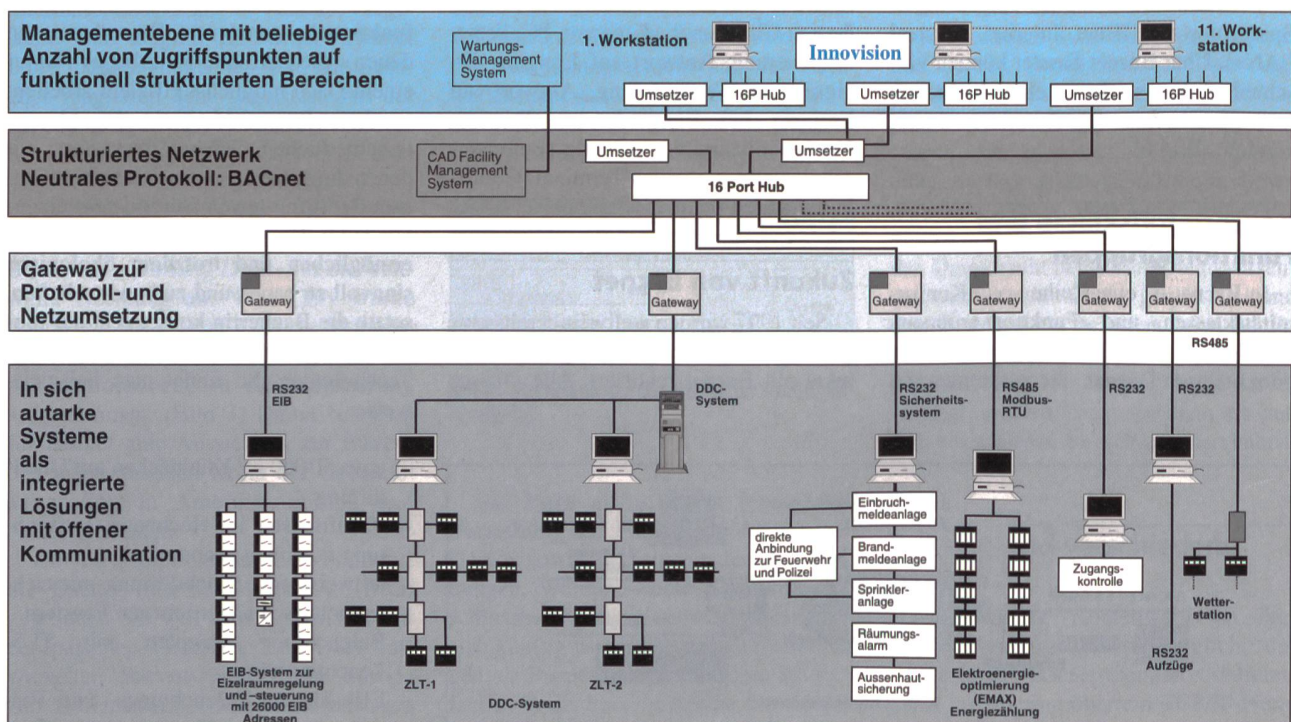 Managementebene mit beliebiger
Anzahl von Zugriffspunkten auf
funktionell strukturierten Bereichen
Wartungs-
Management
System
1. Workstation
Innovision
11. Work-
station
Umsetzer
16P Hub
Umsetzer
16P Hub
Umsetzer
16P Hub
Strukturiertes Netzwerk
Neutrales Protokoll: BACnet
CAD Facility
Management
System
Umsetzer
Umsetzer
16 Port Hub
Gateway zur
Protokoll- und
Netzumsetzung
Gateway
Gateway
Gateway
Gateway
Gateway
Gateway
Gateway
RS485
In sich
autarke
Systeme
als
integrierte
Lösungen
mit offener
Kommunikation
RS232
EIB
DDC-
System
RS232
Sicherheits-
system
RS485
Modbus-
RTU
RS232
RS232
direkte
Anbindung
zur Feuerwehr
und Polizei
Einbruch-
meldeanlage
Brand-
meldeanlage
Sprinkler-
anlage
Räumungs-
alarm
Aussenhaut-
sicherung
Zugangs-
kontrolle
Wetter-
station
RS232
Aufzüge
EIB-System zur
Eizelraumregelung
und –steuerung
mit 26000 EIB
Adressen
ZLT-1
DDC-System
ZLT-2
Elektroenergie-
optimierung
(EMAX)
Energiezählung